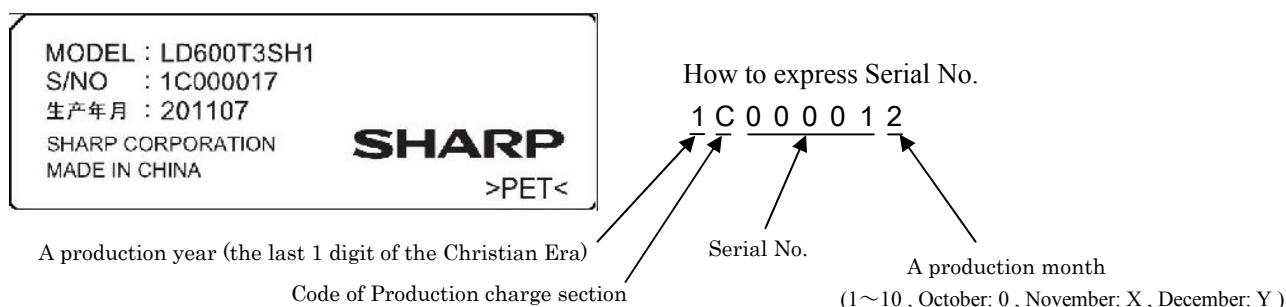 MODEL : LD600T3SH1
S/NO : 1C000017
生产年月 : 201107
SHARP CORPORATION
MADE IN CHINA
SHARP
>PET<
How to express Serial No.
1 C 0 0 0 0 1 2
A production year (the last 1 digit of the Christian Era)
Code of Production charge section
Serial No.
A production month
(1～10 , October: 0 , November: X , December: Y )